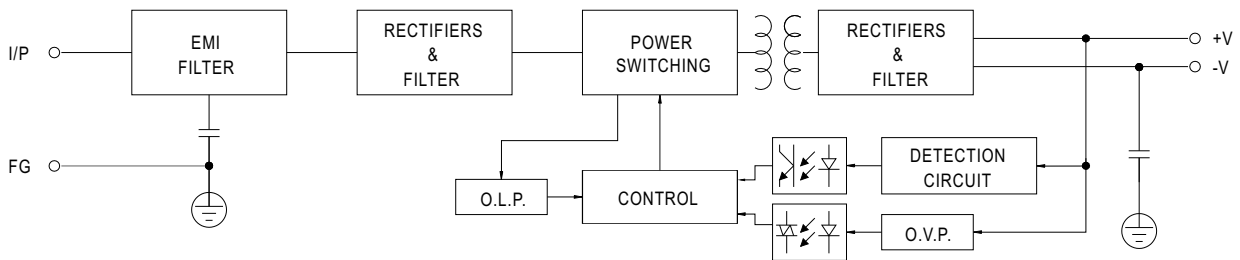 I/P
EMI
FILTER
RECTIFIERS
&
FILTER
POWER
SWITCHING
RECTIFIERS
&
FILTER
+V
-V
FG
O.L.P.
CONTROL
DETECTION
CIRCUIT
O.V.P.